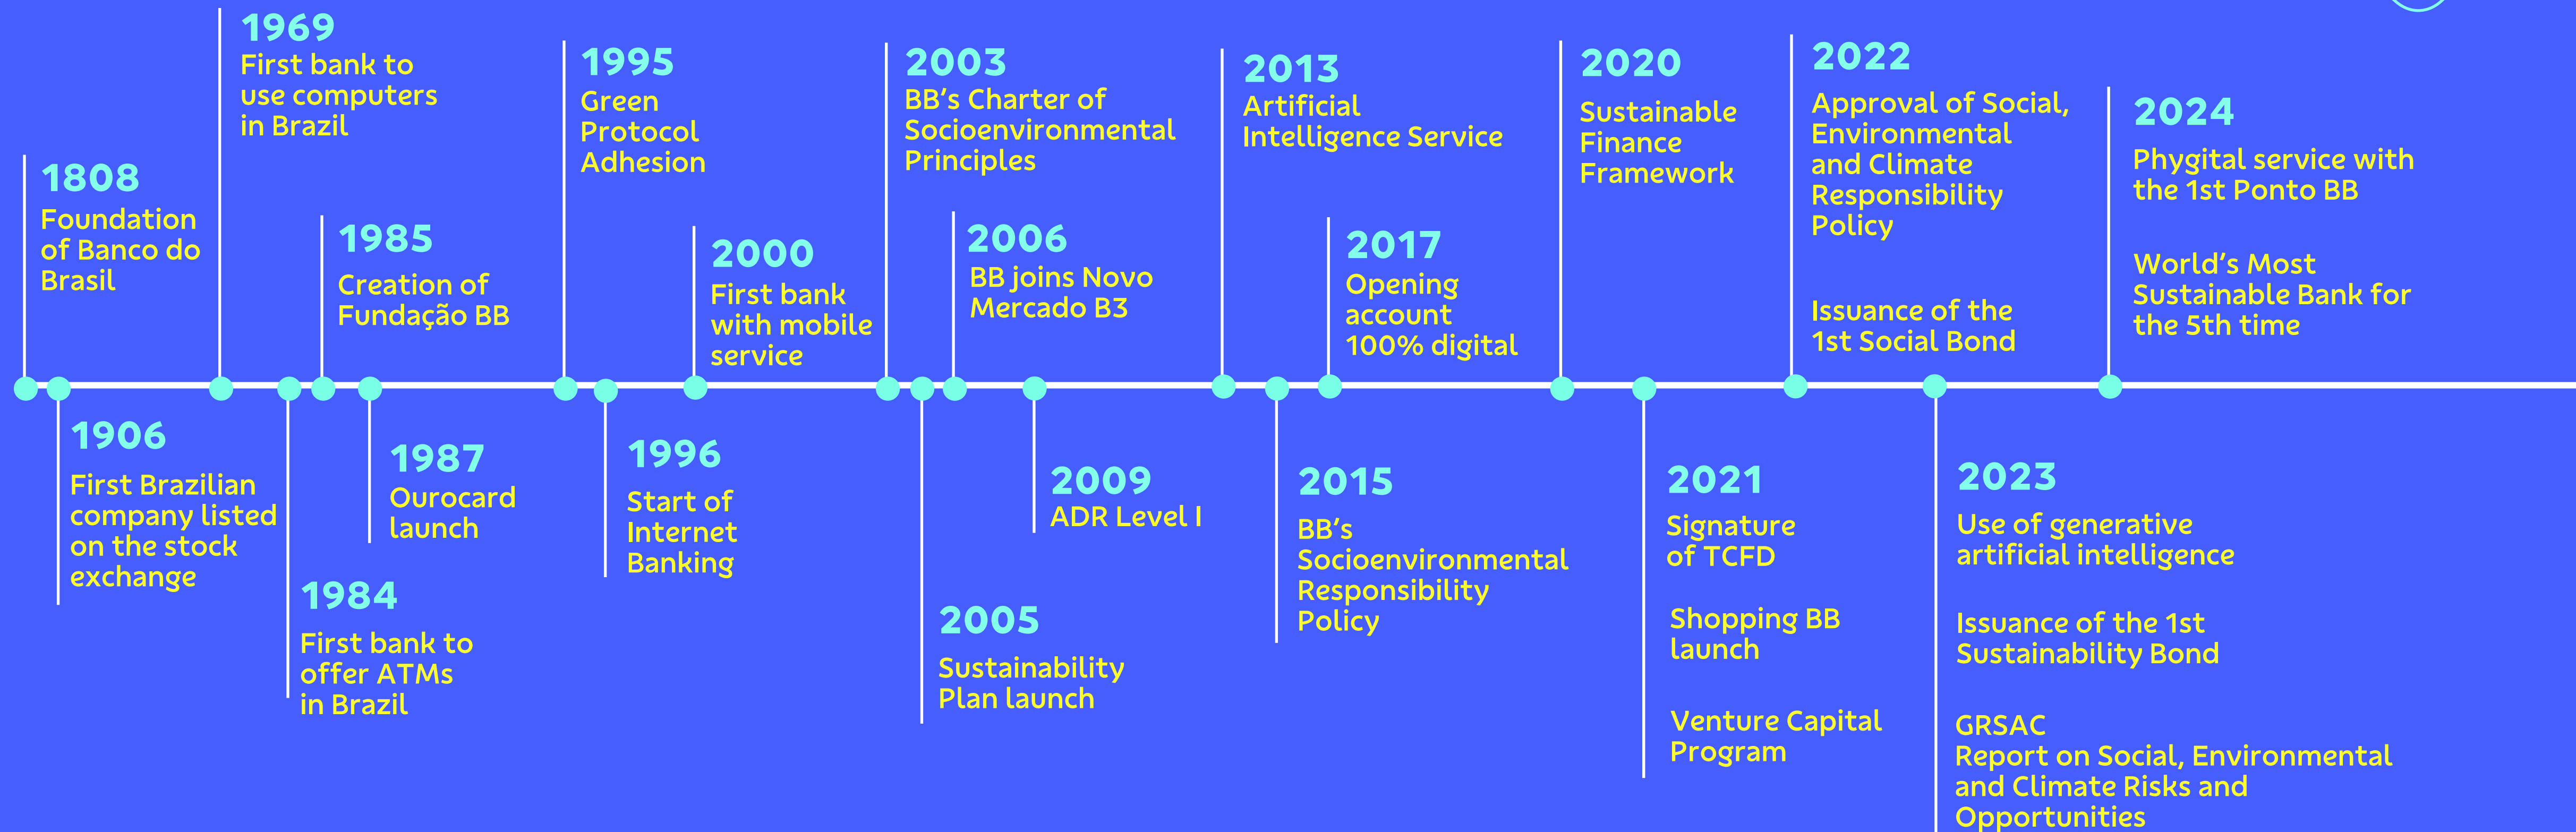 1808
Foundation
of Banco do
Brasil
1906
First Brazilian
company listed
on the stock
exchange
1969
First bank to
use computers
in Brazil
1984
First bank to
offer ATMs
in Brazil
1985
Creation of
Fundação BB
1987
Ourocard
launch
1995
Green
Protocol
Adhesion
1996
Start of
Internet
Banking
2000
First bank
with mobile
service
2003
BB's Charter of
Socioenvironmental
Principles
2005
Sustainability
Plan launch
2006
BB joins Novo
Mercado B3
2009
ADR Level I
2013
Artificial
Intelligence Service
2015
BB's
Socioenvironmental
Responsibility
Policy
2017
Opening
account
100% digital
2020
Sustainable
Finance
Framework
2021
Signature
of TCFD
Shopping BB
launch
Venture Capital
Program
2022
Approval of Social,
Environmental
and Climate
Responsibility
Policy
Issuance of the
1st Social Bond
2023
Use of generative
artificial intelligence
Issuance of the 1st
Sustainability Bond
GRSAC
Report on Social, Environmental
and Climate Risks and
Opportunities
2024
Phygital service with
the 1st Ponto BB
World's Most
Sustainable Bank for
the 5th time